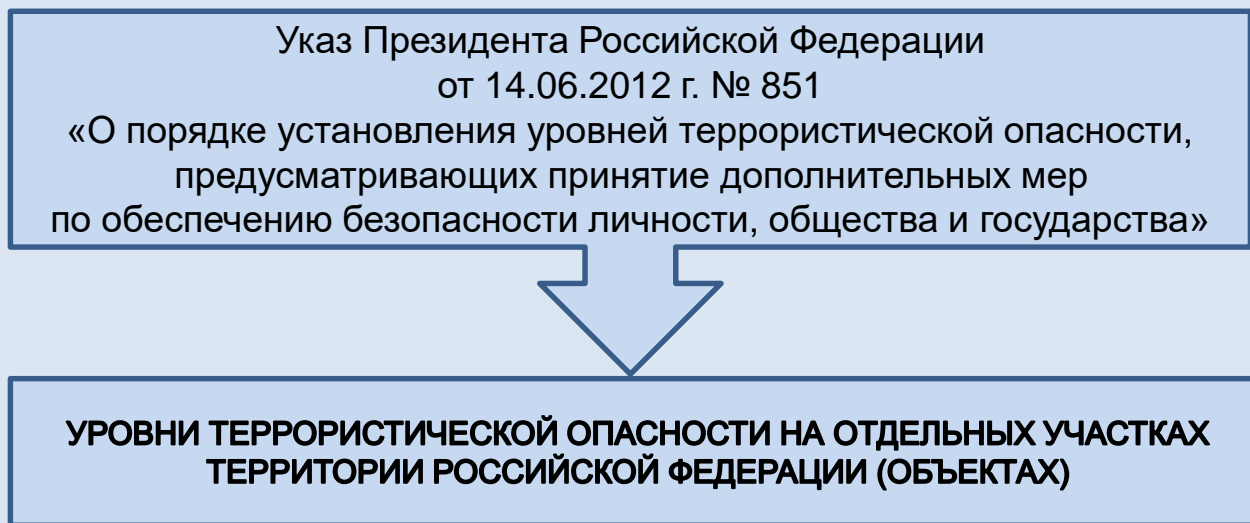 Указ Президента Российской Федерации
от 14.06.2012 г. № 851
«О порядке установления уровней террористической опасности,
предусматривающих принятие дополнительных мер
по обеспечению безопасности личности, общества и государства»
УРОВНИ ТЕРРОРИСТИЧЕСКОЙ ОПАСНОСТИ НА ОТДЕЛЬНЫХ УЧАСТКАХ
ТЕРРИТОРИИ РОССИЙСКОЙ ФЕДЕРАЦИИ (ОБЪЕКТАХ)